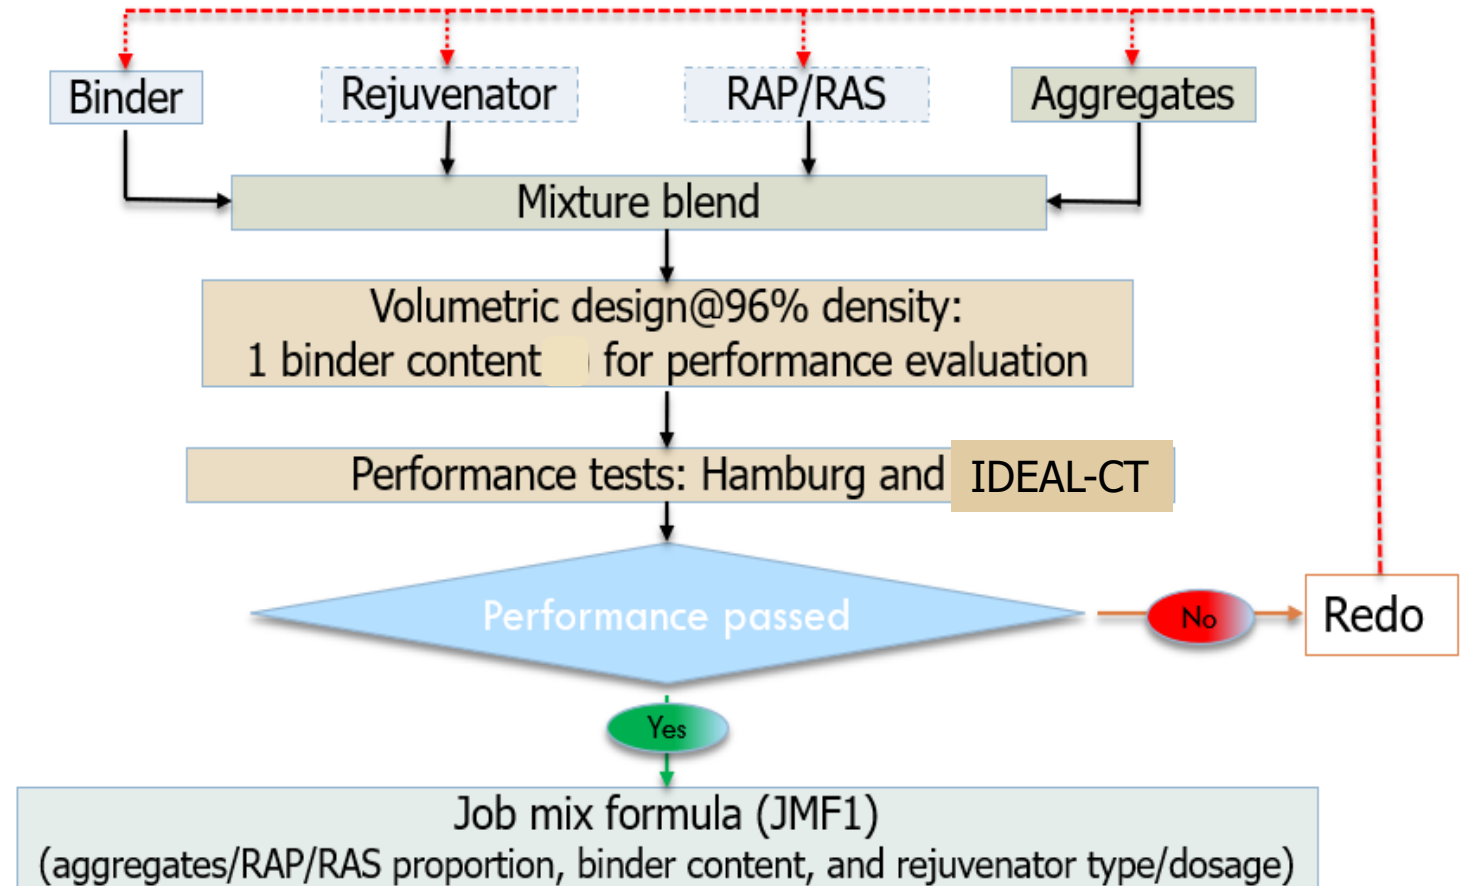 Binder
Rejuvenator
RAP/RAS
Aggregates
Mixture blend
Volumetric design@96% density:
1 binder content ) for performance evaluation
Performance tests: Hamburg and IDEAL-CT
Performance passed
No
Redo
Yes
Job mix formula (JMF1)
(aggregates/RAP/RAS proportion, binder content, and rejuvenator type/dosage)